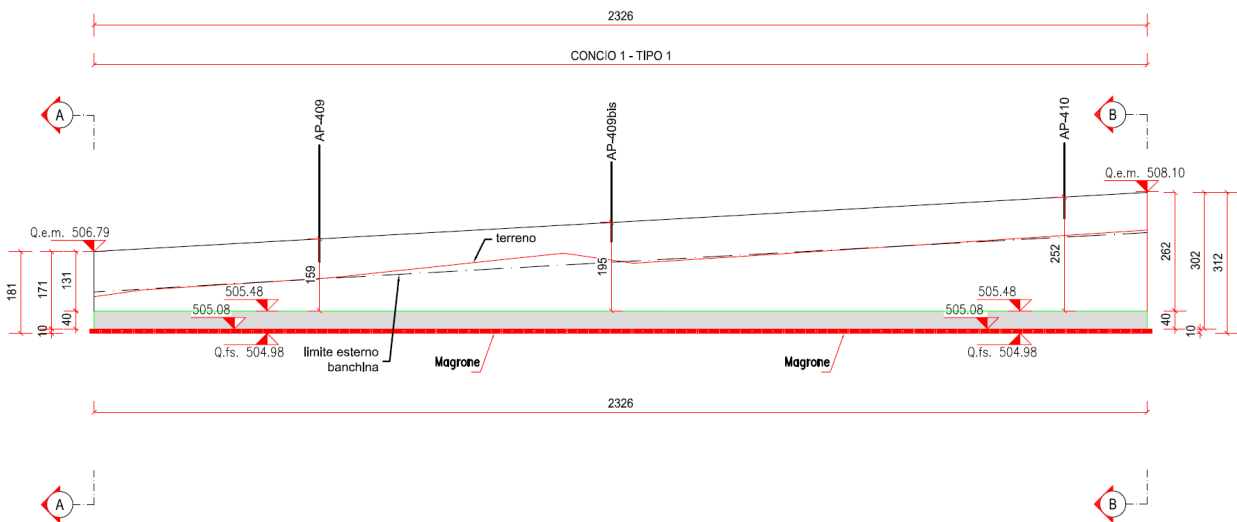 2326
CONCIO 1 - TIPO 1
A
AP-409
AP-409bis
AP-410
B
Q.e.m. 508.10
Q.e.m. 506.79
terreno
159
195
252
181
171
131
262
302
312
505.48
505.48
505.08
505.08
40
10
40
10
Q.fs. 504.98
limite esterno
banchina
Magrone
Magrone
Q.fs. 504.98
2326
A
B